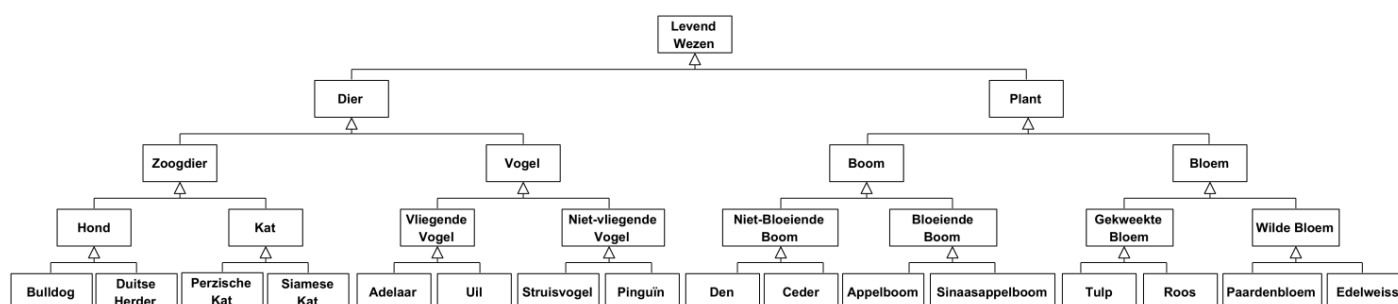 Levend
Wezen
Dier
Plant
Zoogdier
Vogel
Boom
Bloem
Hond
Kat
Vliegende
Vogel
Niet-vliegende
Vogel
Niet-Bloeiende
Boom
Bloeiende
Boom
Gekweekte
Bloem
Wilde Bloem
Bulldog
Duitse
Herder
Perzische
Kat
Siamese
Kat
Adelaar
Uil
Struisvogel
Pinguïn
Den
Ceder
Appelboom
Sinaasappelboom
Tulp
Roos
Paardenbloem
Edelweiss